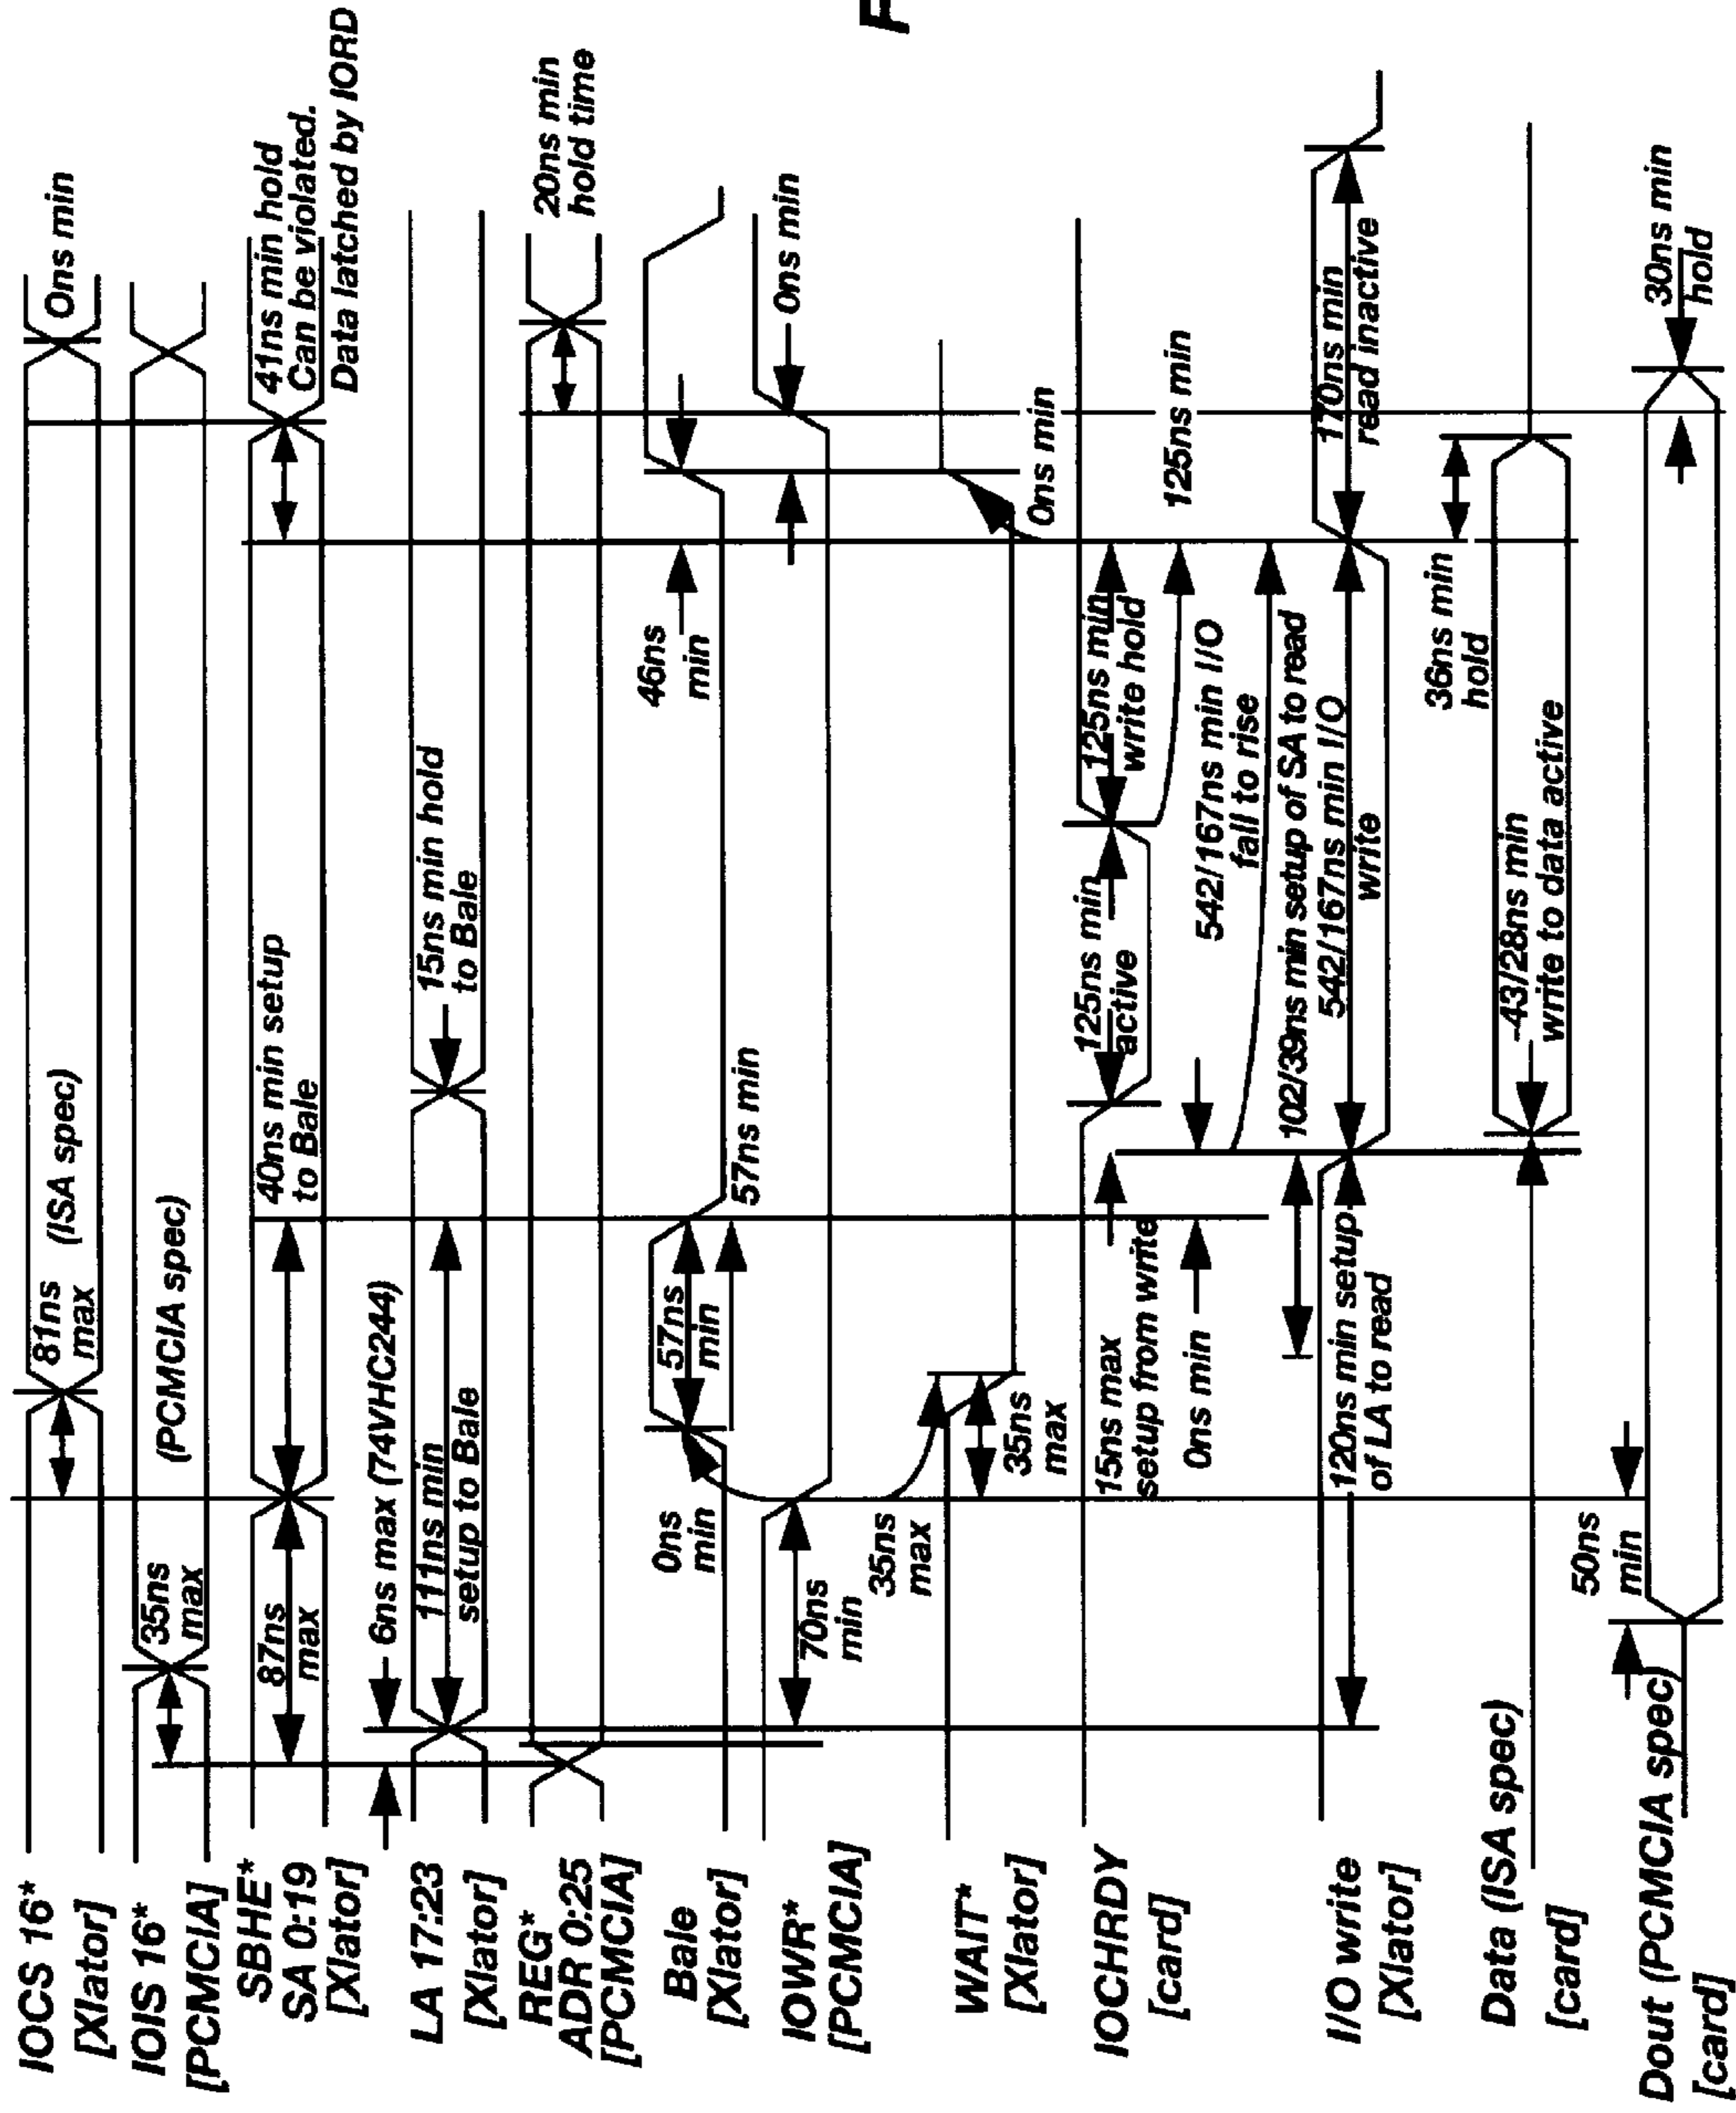 IOCS 16*
[Xlator]
81ns
max
(ISA spec)
0ns min
IOIS 16*
[PCMCIA]
35ns
max
(PCMCIA spec)
SBHE*
SA 0:19
[Xlator]
87ns
max
40ns min setup
to Bale
41ns min hold
Can be violated.
Data latched by IORD
6ns max (74VHC244)
LA 17:23
[Xlator]
111ns min
setup to Bale
15ns min hold
to Bale
REG*
ADR 0:25
[PCMCIA]
20ns min
hold time
Bale
[Xlator]
0ns
min
57ns
min
57ns min
46ns
min
IOWR*
[PCMCIA]
70ns
min
0ns min
35ns
max
WAIT*
[Xlator]
35ns
max
0ns min
IOCHRDY
[card]
15ns max
setup from write
125ns min
active
125ns min
write hold
125ns min
0ns min
542/167ns min I/O
fall to rise
102/39ns min setup of SA to read
I/O write
[Xlator]
120ns min setup
of LA to read
542/167ns min I/O
write
170ns min
read inactive
36ns min
hold
Data (ISA spec)
[card]
-43/28ns min
write to data active
50ns
min
Dout (PCMCIA spec)
[card]
30ns min
hold